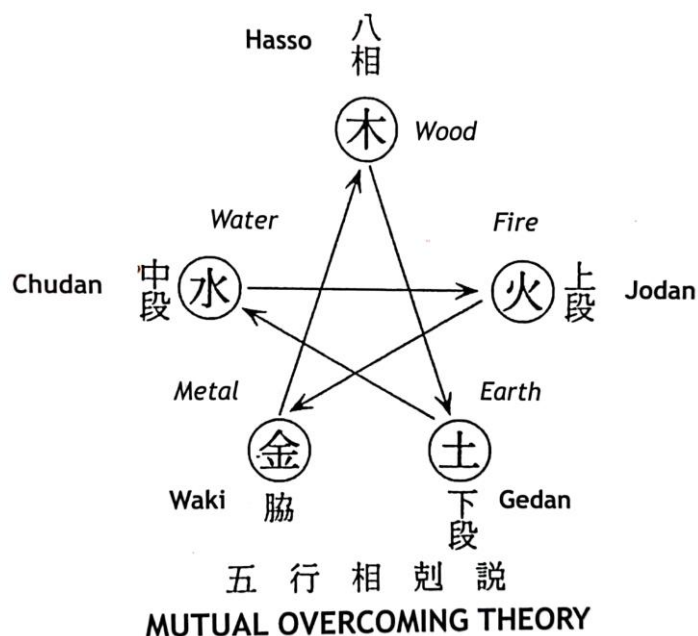 Hasso 八相
木 Wood
Water
Fire
Chudan 中段 水
火 上段 Jodan
Metal
Earth
金
土
Waki 脇
下段 Gedan
五行相剋説
MUTUAL OVERCOMING THEORY